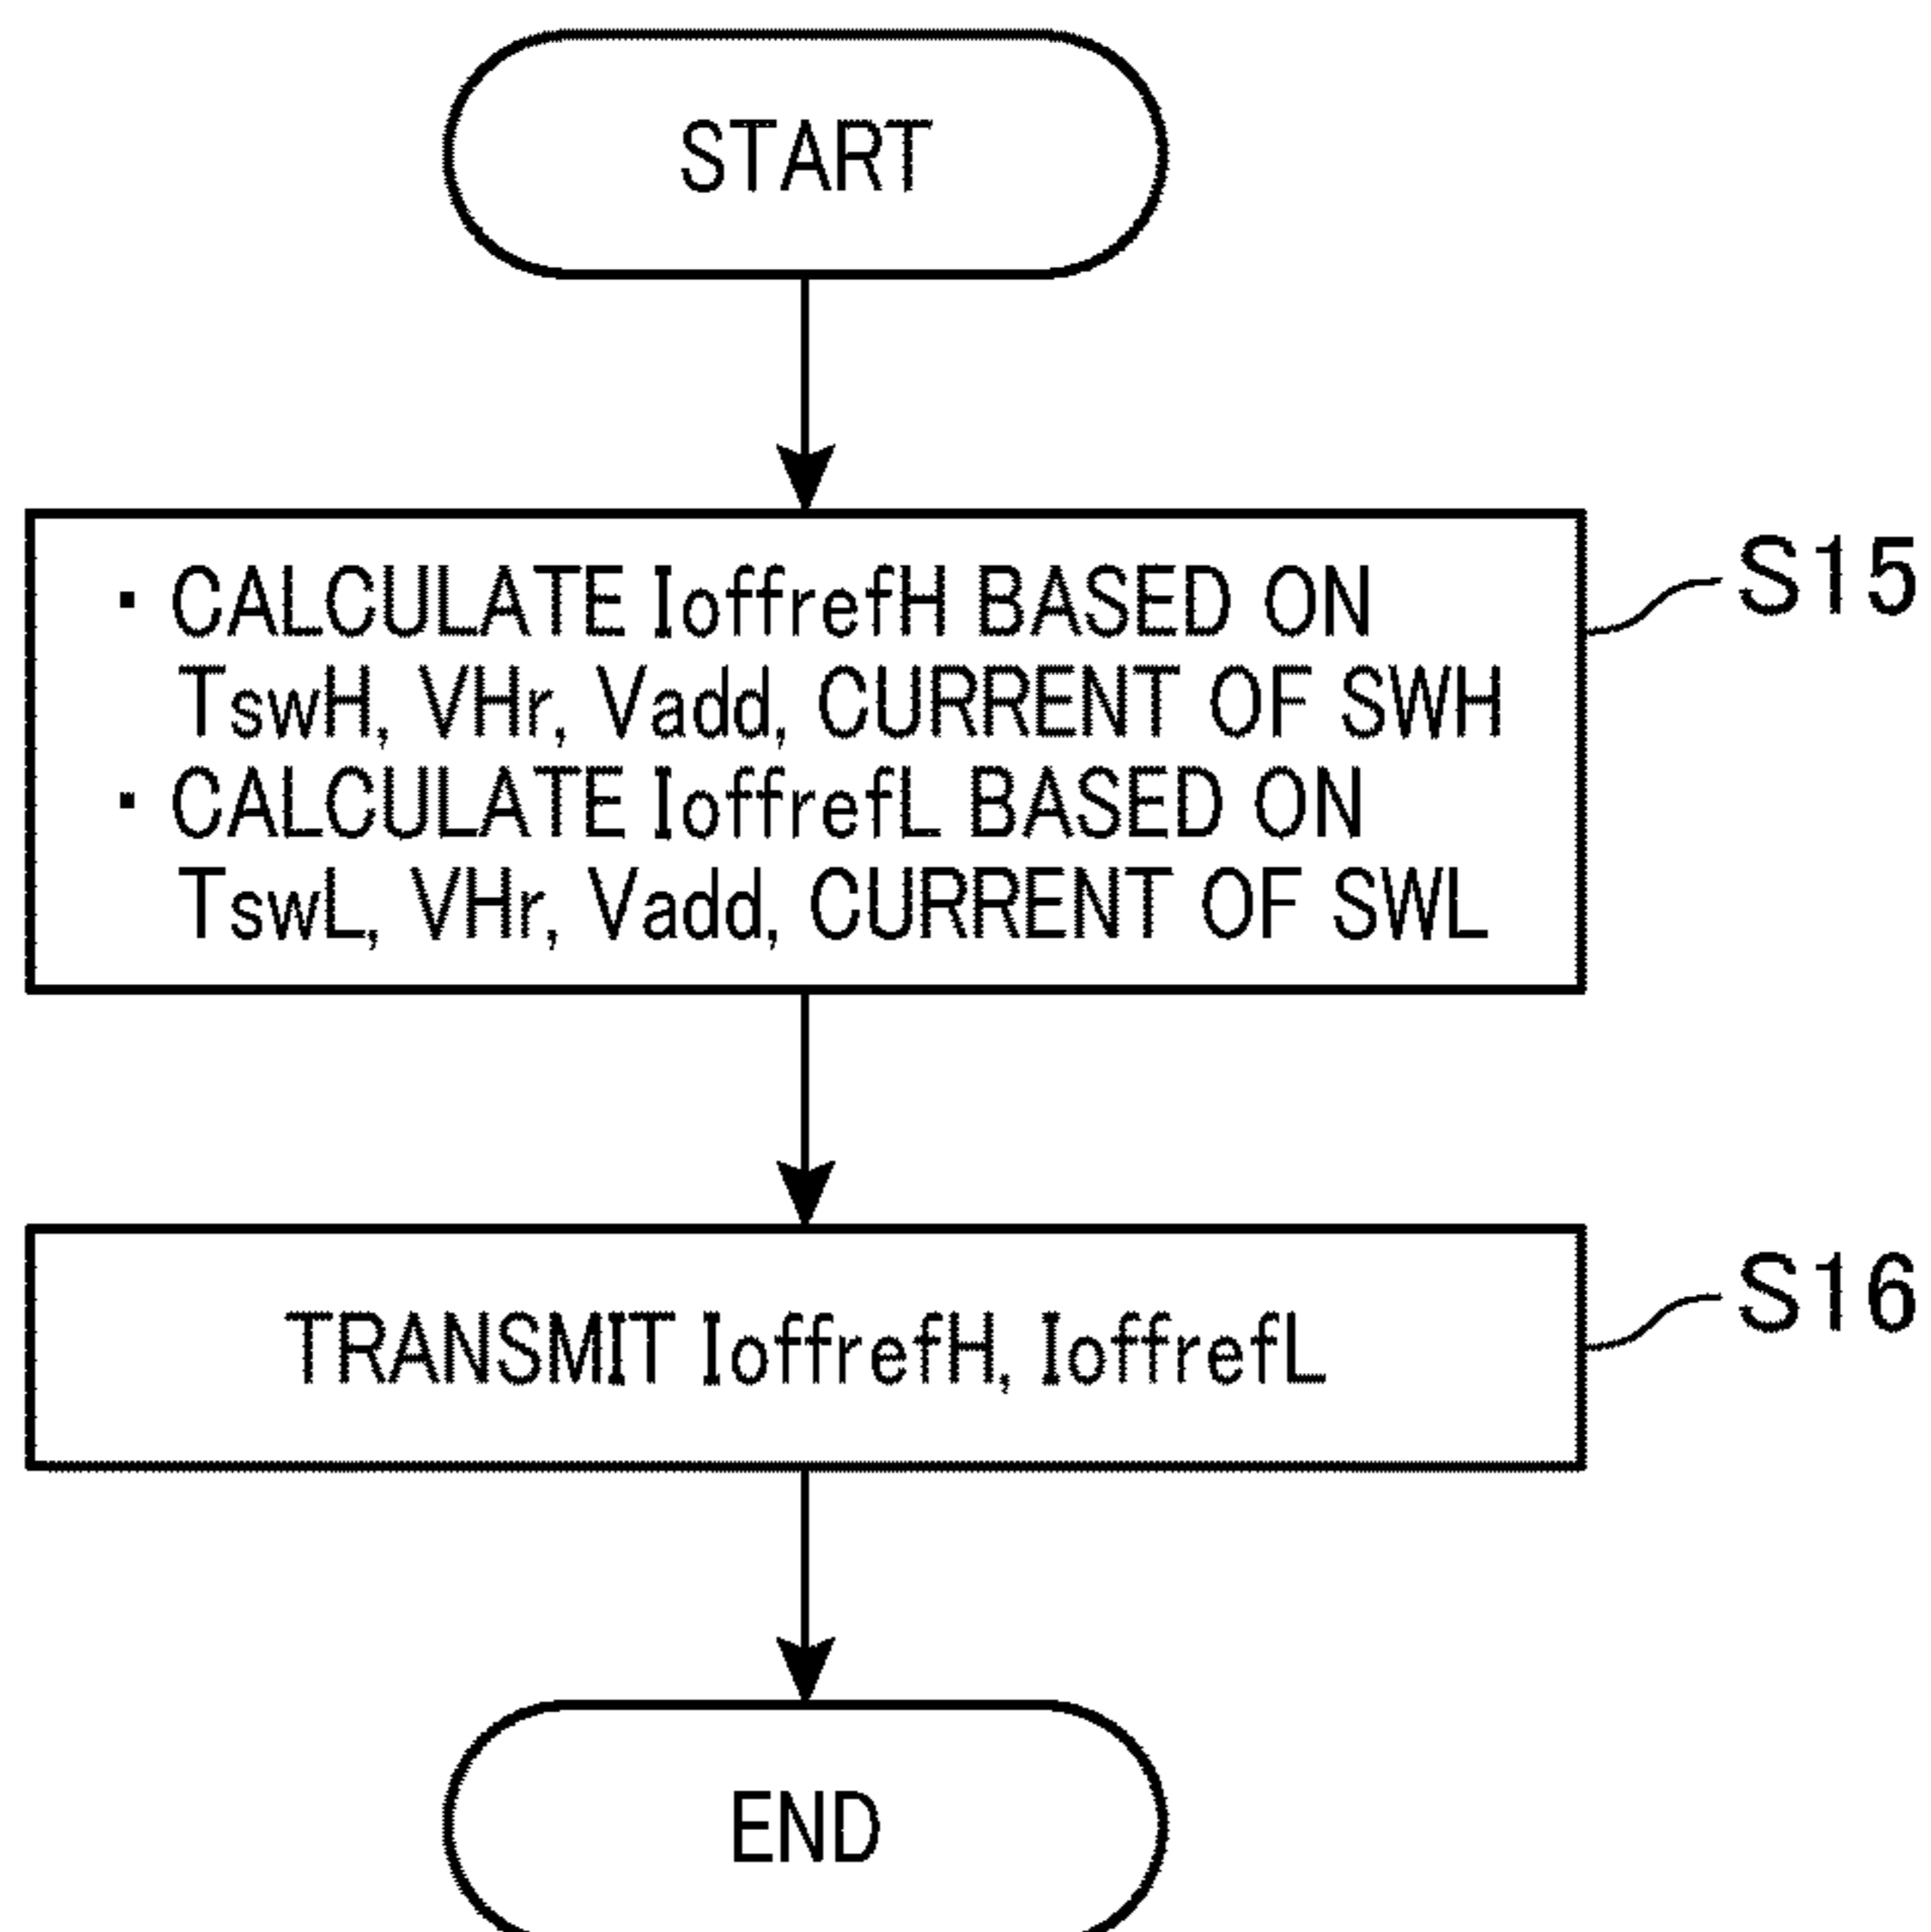 START
・CALCULATE IoffrefH BASED ON
TswH, VHr, Vadd, CURRENT OF SWH
・CALCULATE IoffrefL BASED ON
TswL, VHr, Vadd, CURRENT OF SWL
S15
TRANSMIT IoffrefH, IoffrefL
S16
END